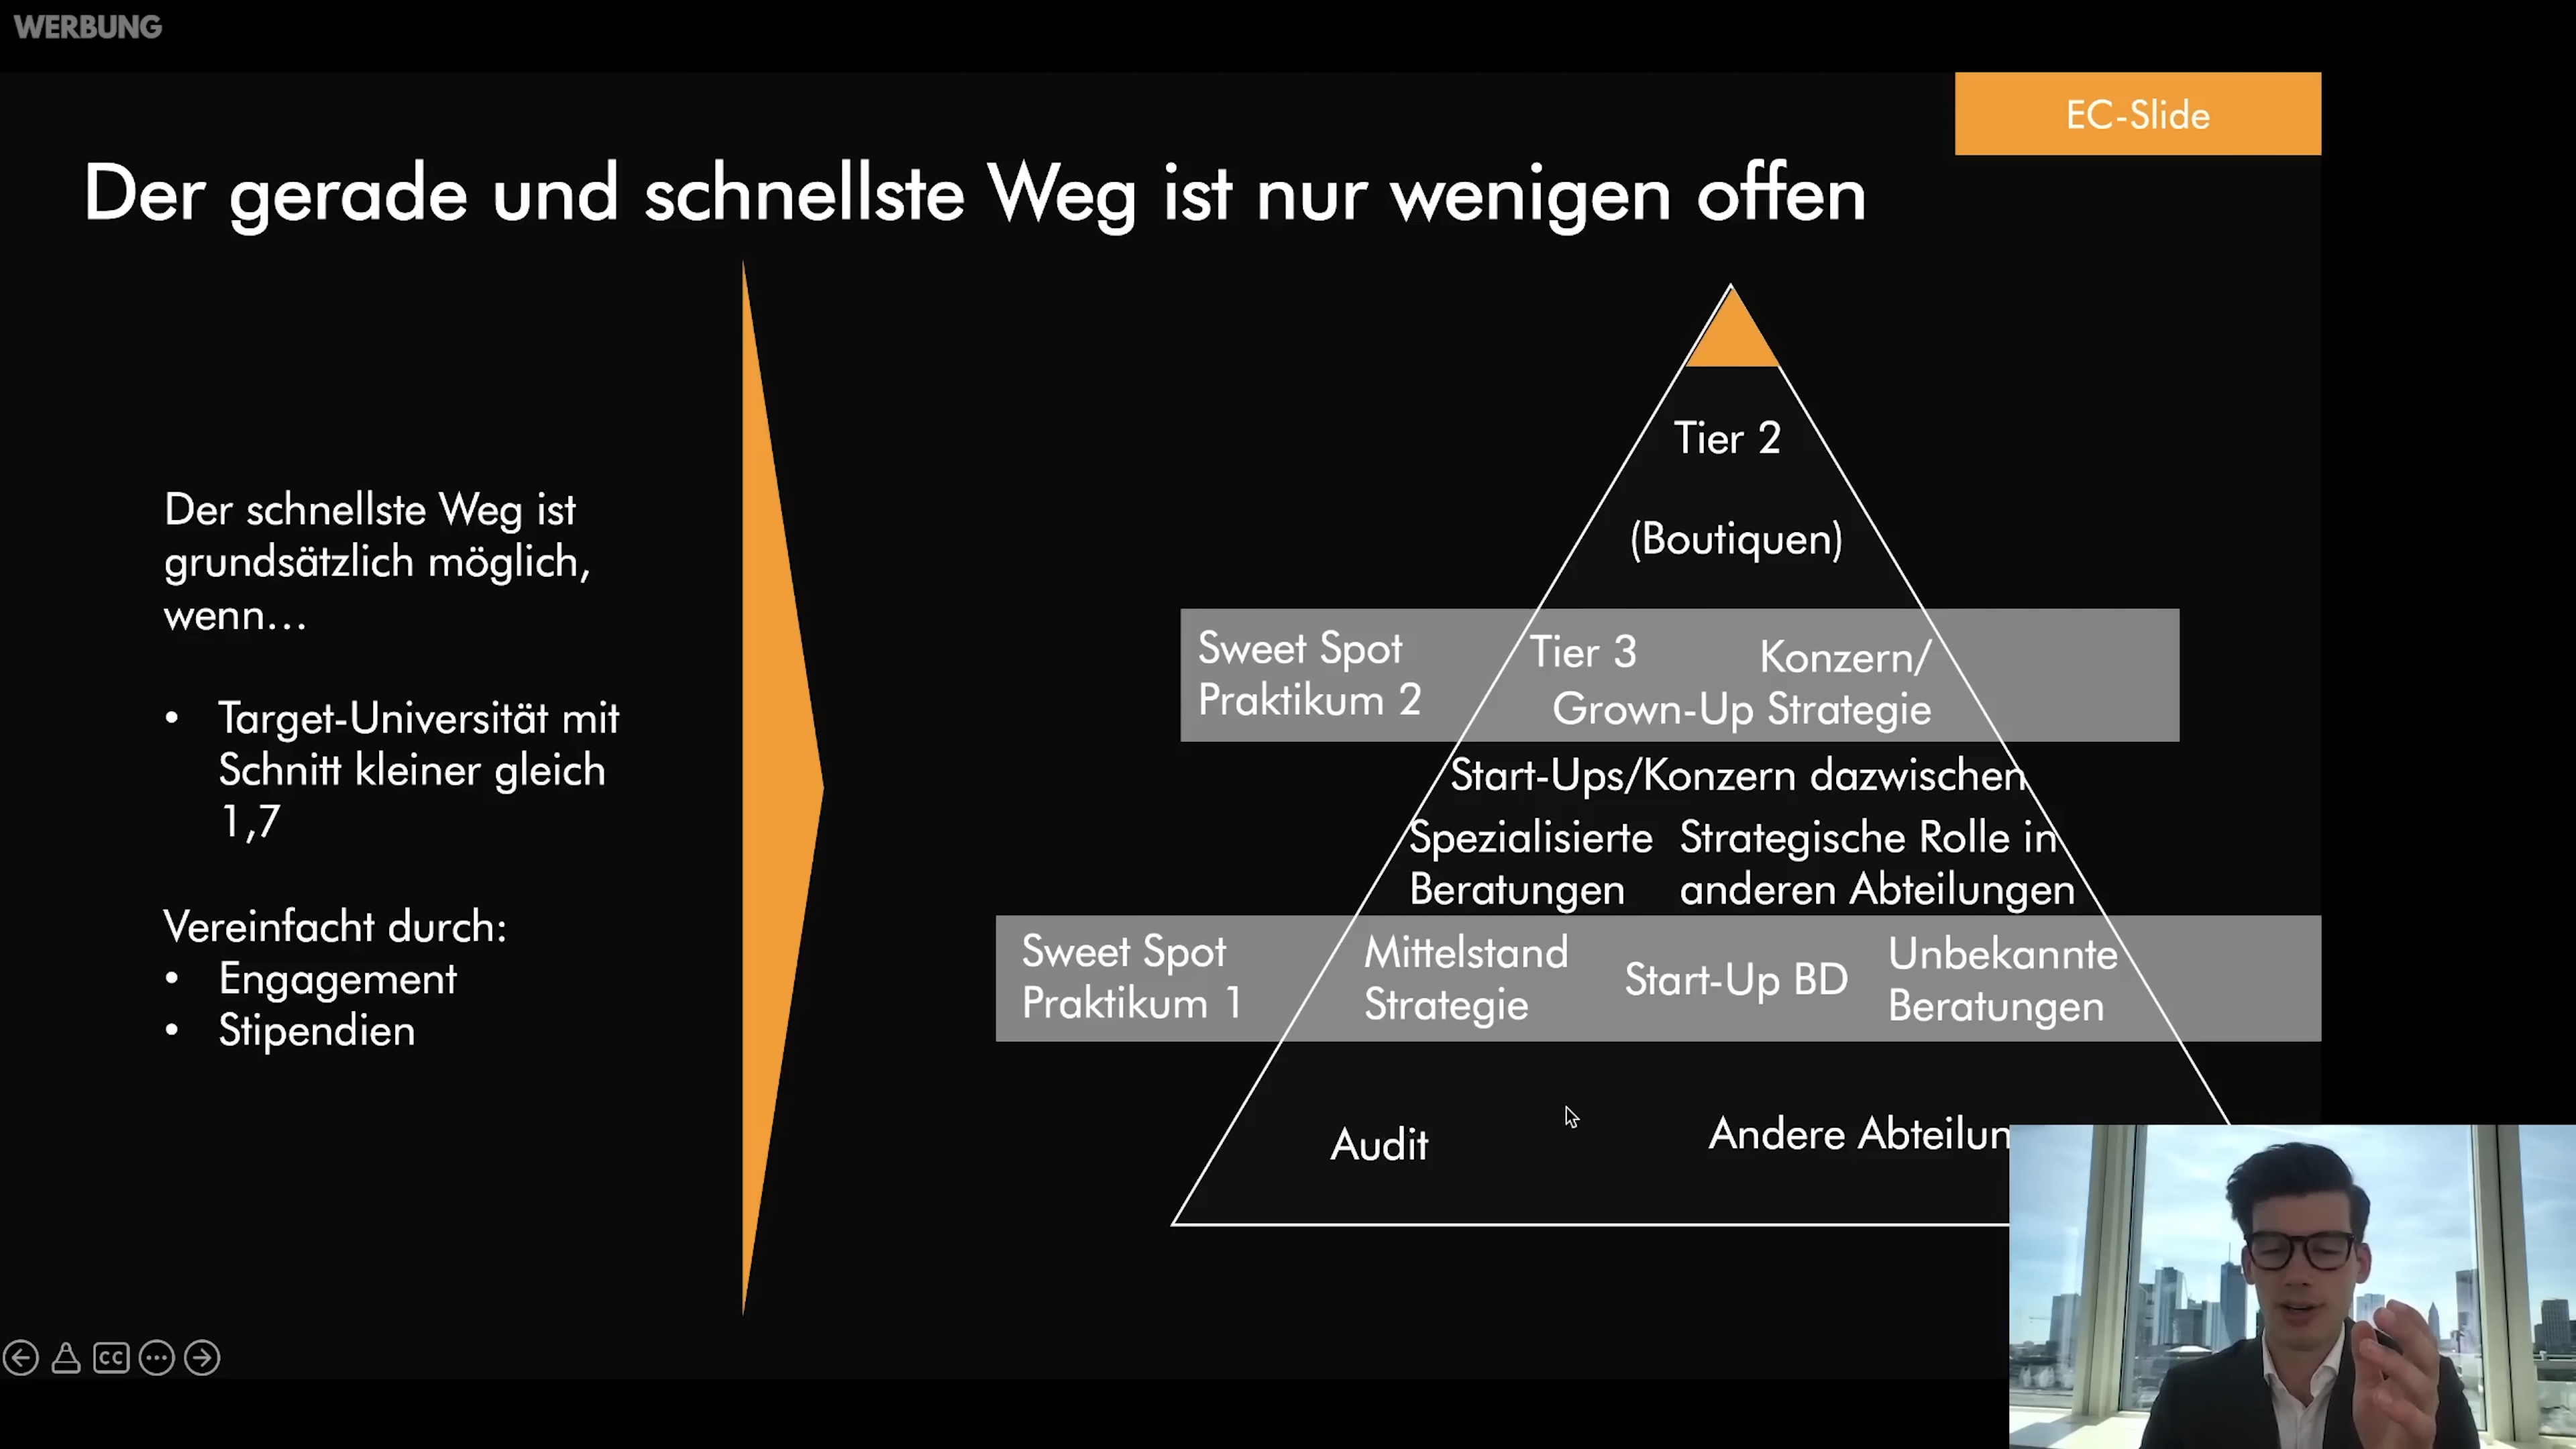 WERBUNG
EC-Slide
Der gerade und schnellste Weg ist nur wenigen offen
Der schnellste Weg ist
grundsätzlich möglich,
wenn…
• Target-Universität mit
Schnitt kleiner gleich
1,7
Vereinfacht durch:
• Engagement
• Stipendien
Tier 2
(Boutiquen)
Sweet Spot
Praktikum 2
Tier 3
Konzern/
Grown-Up Strategie
Start-Ups/Konzern dazwischen
Spezialisierte
Beratungen
Strategische Rolle in
anderen Abteilungen
Sweet Spot
Praktikum 1
Mittelstand
Strategie
Start-Up BD
Unbekannte
Beratungen
Audit
Andere Abteilun
CC